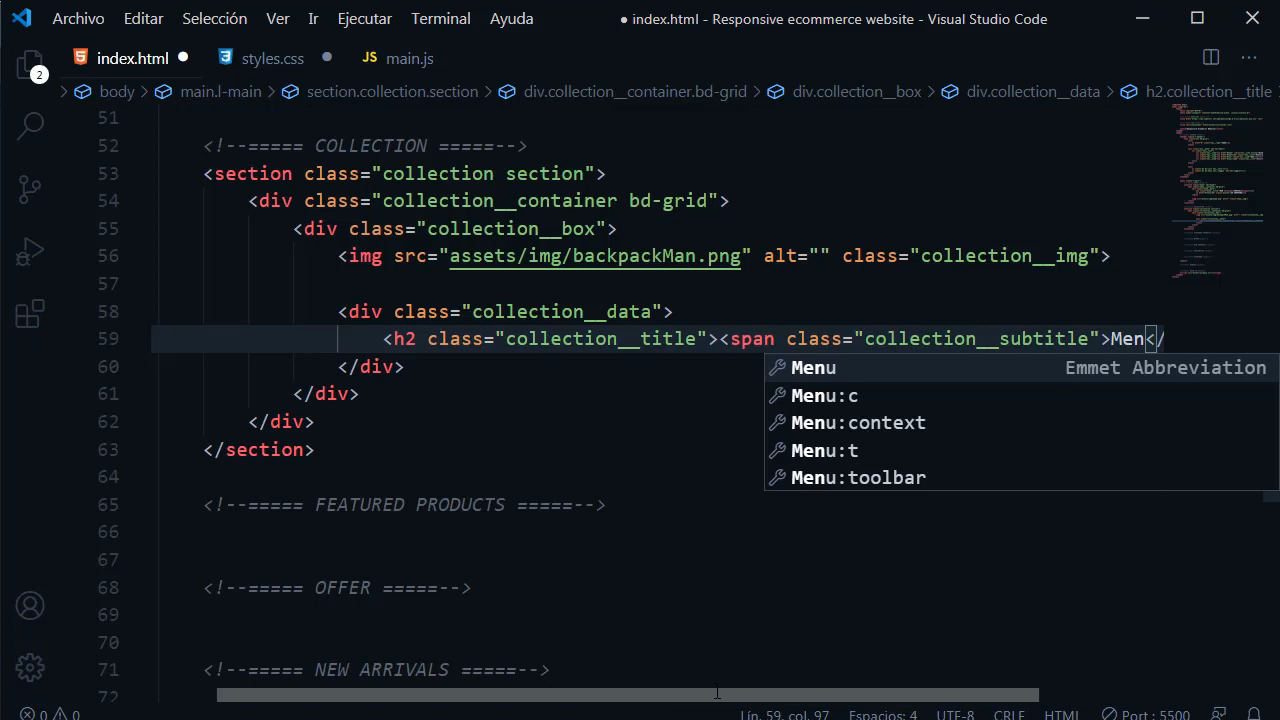 Archivo Editar Selección Ver Ir Ejecutar Terminal Ayuda ● index.html - Responsive ecommerce website - Visual Studio Code
index.html styles.css JS main.js
2
body > main.l-main > section.collection.section > div.collection__container.bd-grid > div.collection__box > div.collection__data > h2.collection__title
51
52 <!--===== COLLECTION =====-->
53 <section class="collection section">
54 <div class="collection__container bd-grid">
55 <div class="collection__box">
56 <img src="assets/img/backpackMan.png" alt="" class="collection__img">
57
58 <div class="collection__data">
59 <h2 class="collection__title"><span class="collection__subtitle">Men</
Menu Emmet Abbreviation
Menu:c
Menu:context
Menu:t
Menu:toolbar
60 </div>
61 </div>
62 </div>
63 </section>
64
65 <!--===== FEATURED PRODUCTS =====-->
66
67
68 <!--===== OFFER =====-->
69
70
71 <!--===== NEW ARRIVALS =====-->
72
0 0 Lín. 59, col. 97 Espacios: 4 UTF-8 CRLF HTML Port : 5500